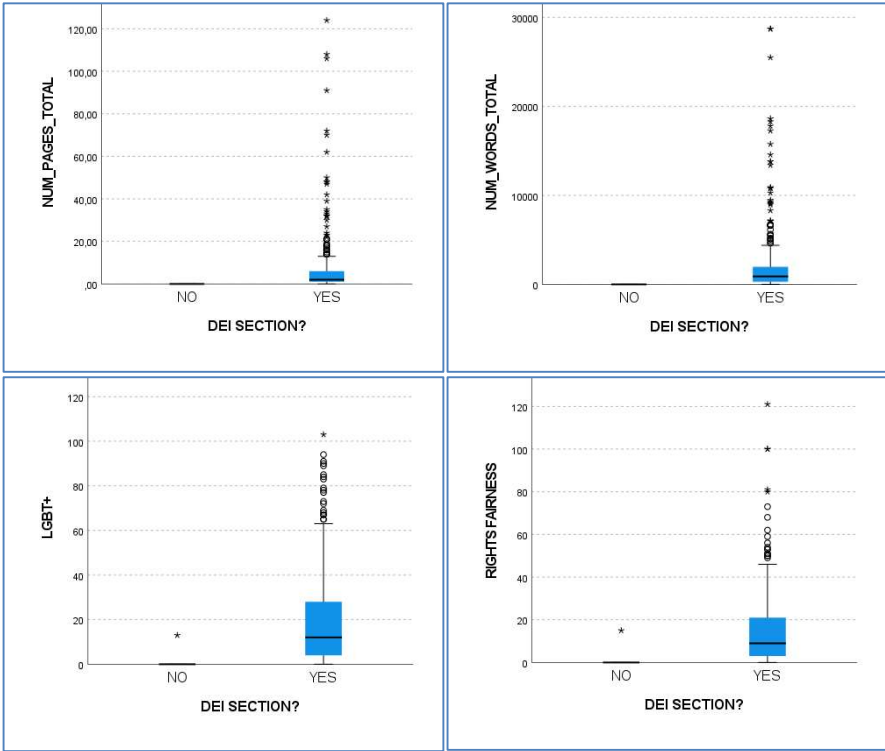 NUM_PAGES_TOTAL
120,00
100,00
80,00
60,00
40,00
20,00
,00
NO
YES
DEI SECTION?
NUM_WORDS_TOTAL
30000
20000
10000
0
NO
YES
DEI SECTION?
LGBT+
120
100
80
60
40
20
0
NO
YES
DEI SECTION?
RIGHTS FAIRNESS
120
100
80
60
40
20
0
NO
YES
DEI SECTION?